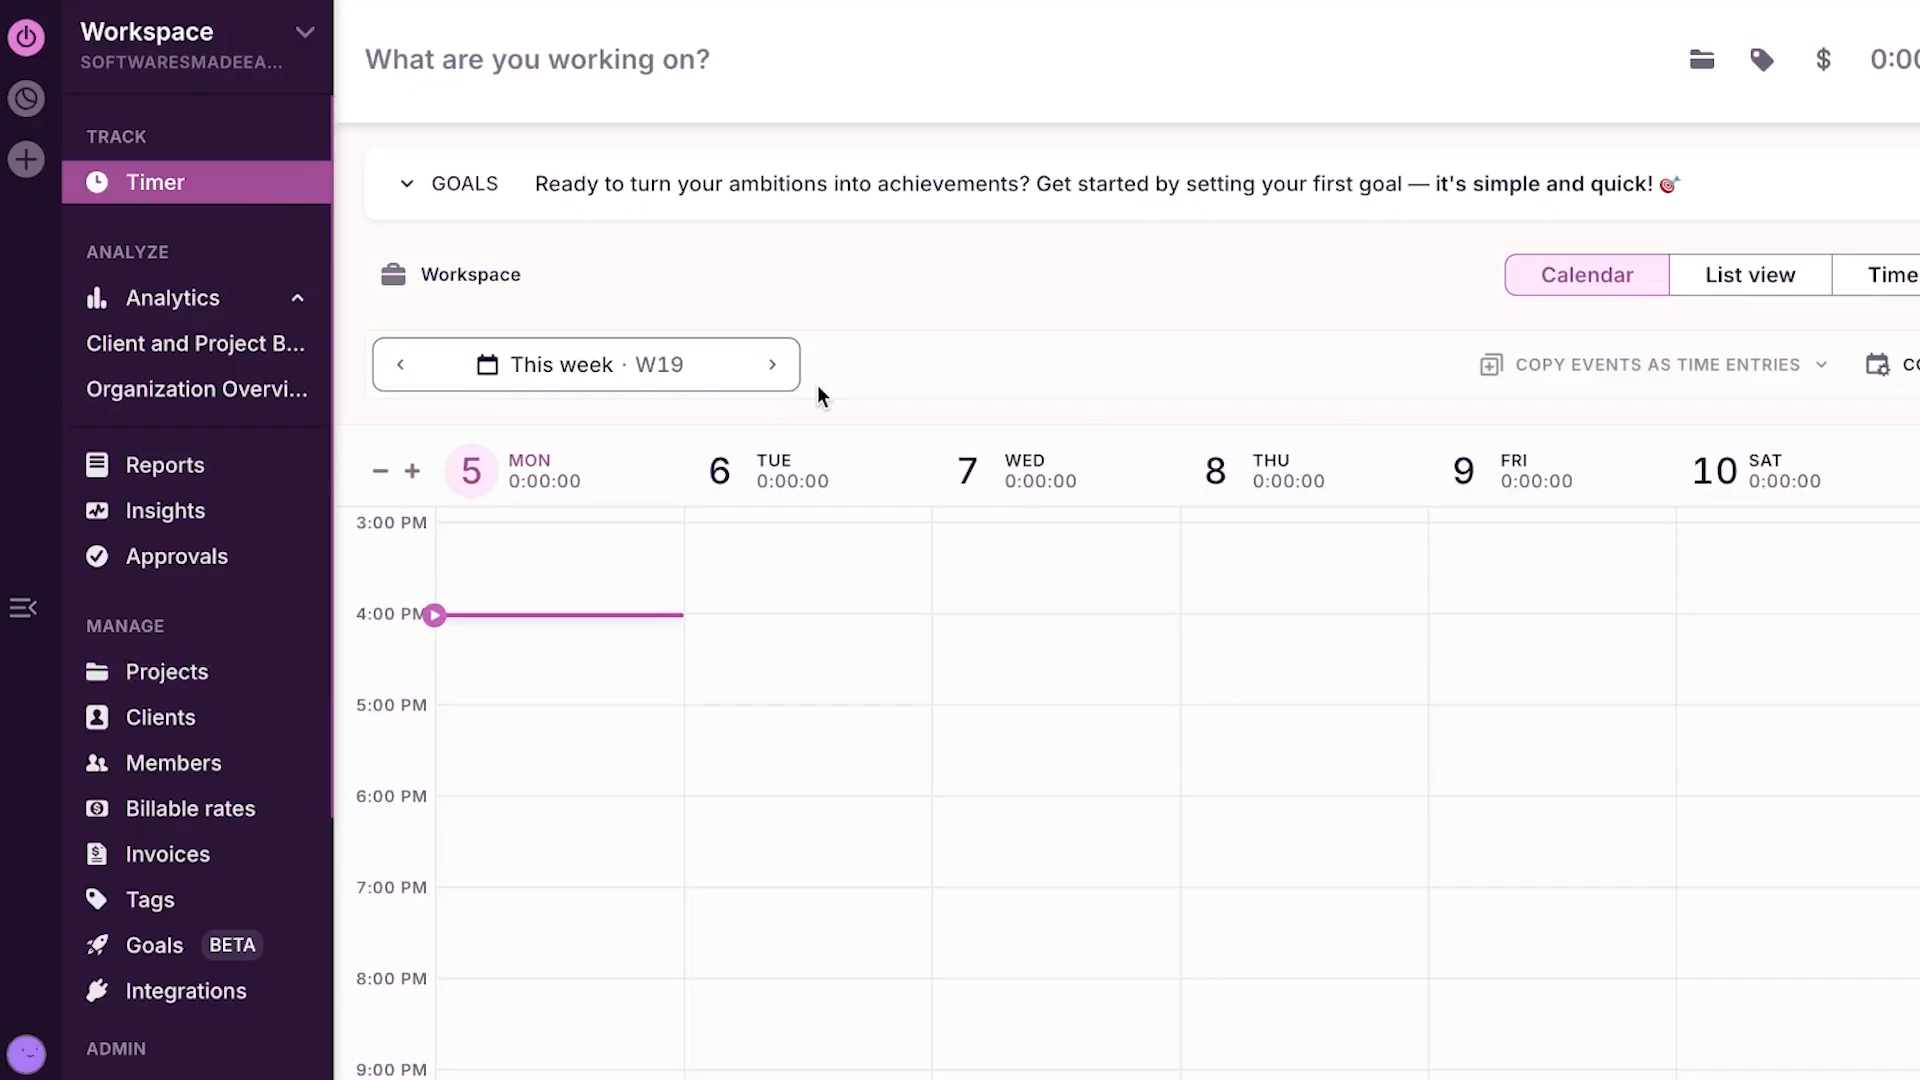 Workspace
SOFTWARESMADEEA...
TRACK
Timer
ANALYZE
Analytics
Client and Project B...
Organization Overvi...
Reports
Insights
Approvals
MANAGE
Projects
Clients
Members
Billable rates
Invoices
Tags
Goals BETA
Integrations
ADMIN
What are you working on?
$ 0:00
GOALS Ready to turn your ambitions into achievements? Get started by setting your first goal — it's simple and quick! 🎯
Workspace
Calendar List view Time
This week · W19
COPY EVENTS AS TIME ENTRIES CO
5 MON 0:00:00
6 TUE 0:00:00
7 WED 0:00:00
8 THU 0:00:00
9 FRI 0:00:00
10 SAT 0:00:00
3:00 PM
4:00 PM
5:00 PM
6:00 PM
7:00 PM
8:00 PM
9:00 PM